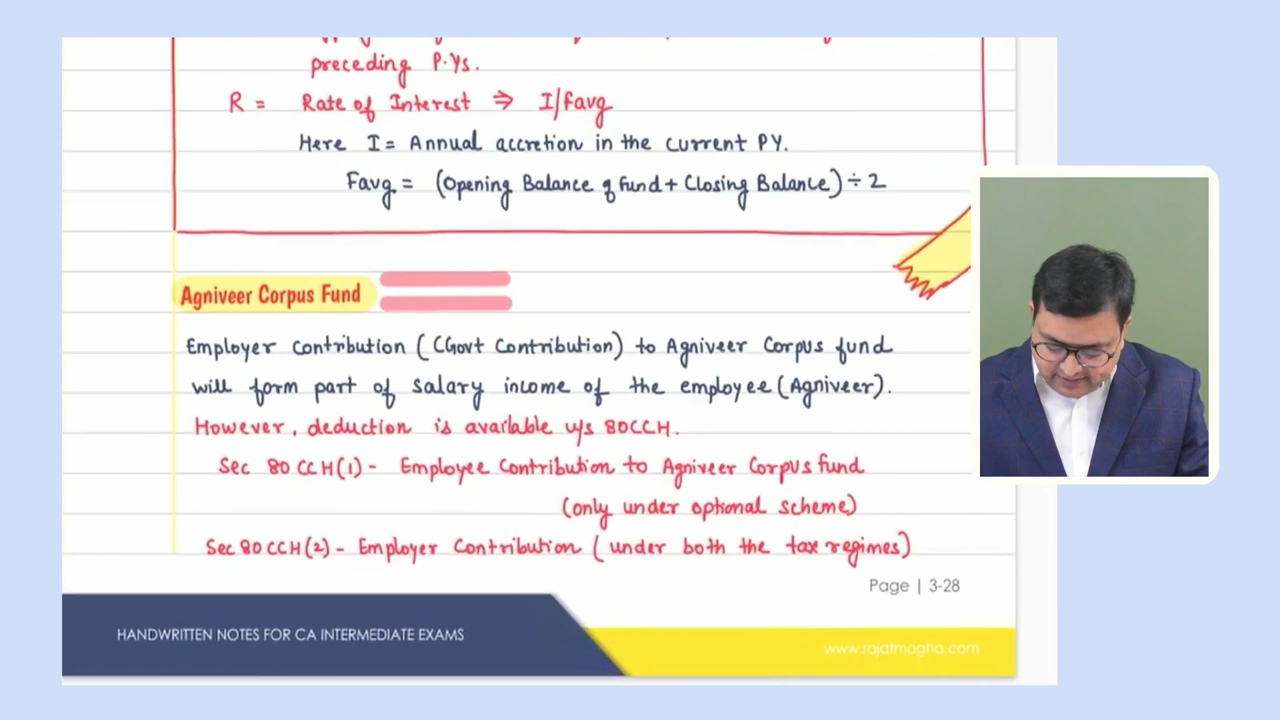 preceding P.Ys.
R = Rate of Interest ⇒ I/Favg
Here I = Annual accretion in the current PY.
Favg = (Opening Balance of Fund + Closing Balance) ÷ 2
Agniveer Corpus Fund
Employer Contribution (CGovt Contribution) to Agniveer Corpus fund
will form part of salary income of the employee (Agniveer).
However, deduction is available u/s 80CCH.
Sec 80 CCH(1) - Employee Contribution to Agniveer Corpus fund
(only under optional scheme)
Sec 80 CCH(2) - Employer Contribution (under both the tax regimes)
Page | 3-28
HANDWRITTEN NOTES FOR CA INTERMEDIATE EXAMS
www.rajatmogha.com